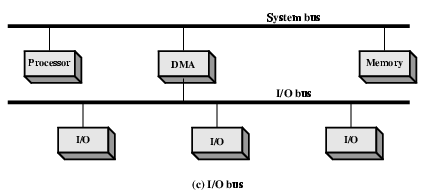 System bus
Processor
DMA
Memory
I/O bus
I/O
I/O
I/O
(c) I/O bus